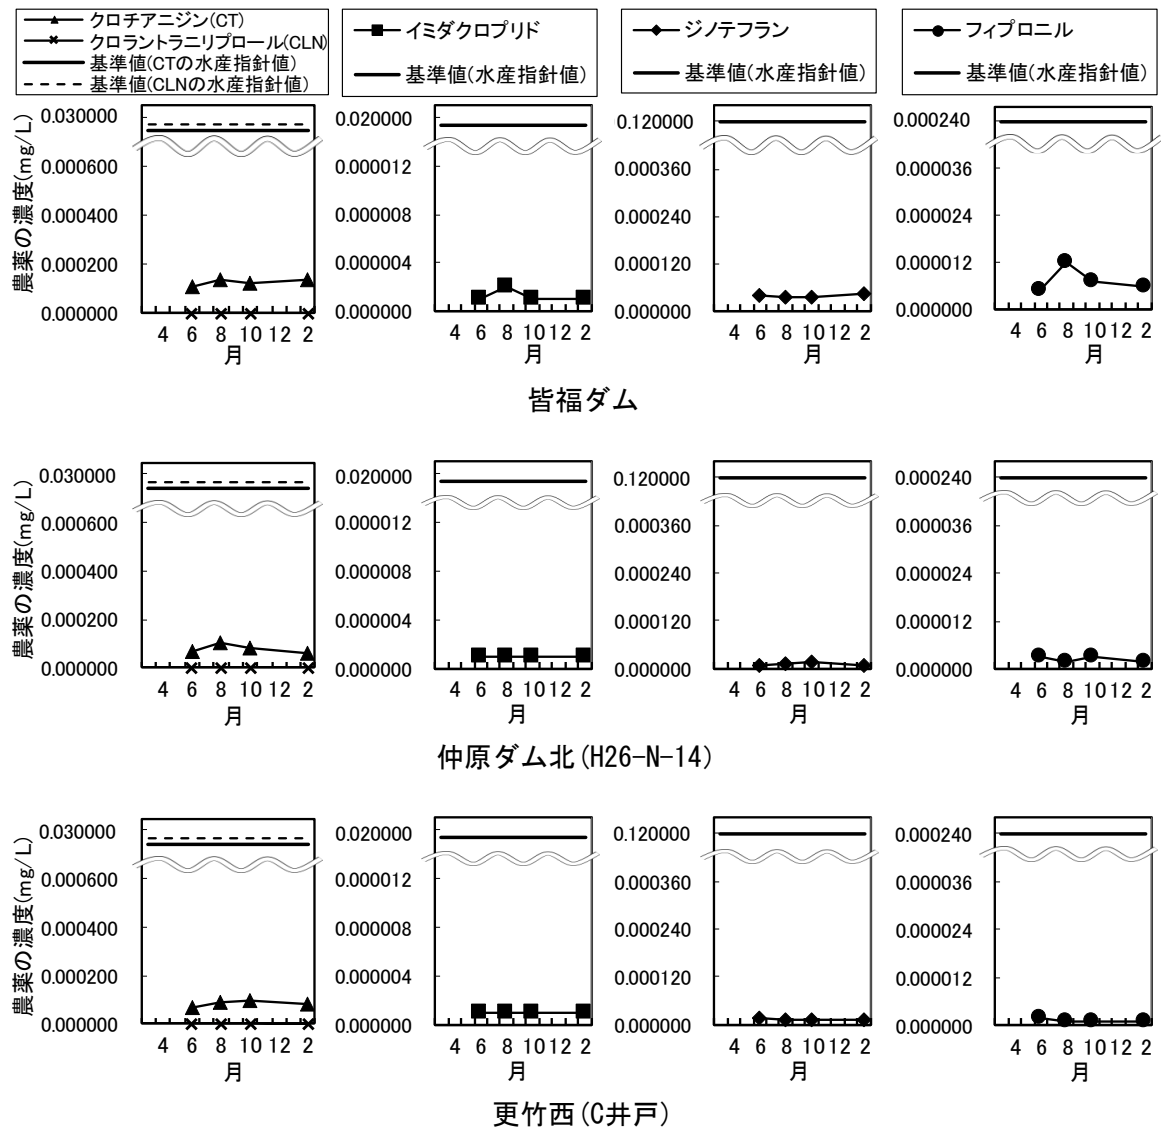 クロチアニジン(CT)
クロラントラニリプロール(CLN)
基準値(CTの水産指針値)
基準値(CLNの水産指針値)
イミダクロプリド
基準値(水産指針値)
ジノテフラン
基準値(水産指針値)
フィプロニル
基準値(水産指針値)
農薬の濃度(mg/L)
0.030000
0.000600
0.000400
0.000200
0.000000
4 6 8 10 12 2
月
0.020000
0.000012
0.000008
0.000004
0.000000
4 6 8 10 12 2
月
0.120000
0.000360
0.000240
0.000120
0.000000
4 6 8 10 12 2
月
0.000240
0.000036
0.000024
0.000012
0.000000
4 6 8 10 12 2
月
皆福ダム
農薬の濃度(mg/L)
0.030000
0.000600
0.000400
0.000200
0.000000
4 6 8 10 12 2
月
0.020000
0.000012
0.000008
0.000004
0.000000
4 6 8 10 12 2
月
0.120000
0.000360
0.000240
0.000120
0.000000
4 6 8 10 12 2
月
0.000240
0.000036
0.000024
0.000012
0.000000
4 6 8 10 12 2
月
仲原ダム北(H26-N-14)
農薬の濃度(mg/L)
0.030000
0.000600
0.000400
0.000200
0.000000
4 6 8 10 12 2
月
0.020000
0.000012
0.000008
0.000004
0.000000
4 6 8 10 12 2
月
0.120000
0.000360
0.000240
0.000120
0.000000
4 6 8 10 12 2
月
0.000240
0.000036
0.000024
0.000012
0.000000
4 6 8 10 12 2
月
更竹西(C井戸)